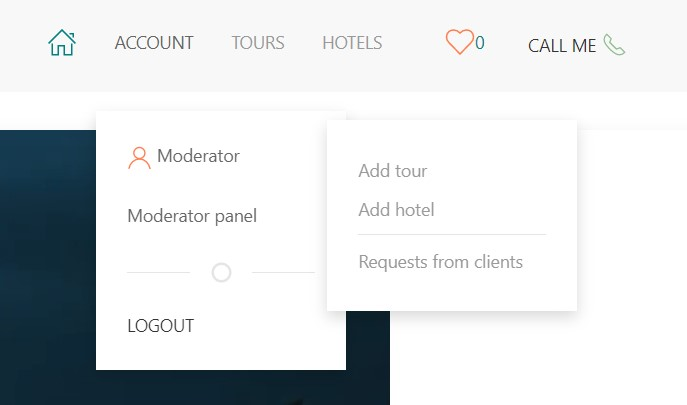 ACCOUNT TOURS HOTELS 0 CALL ME
Moderator
Moderator panel
LOGOUT
Add tour
Add hotel
Requests from clients